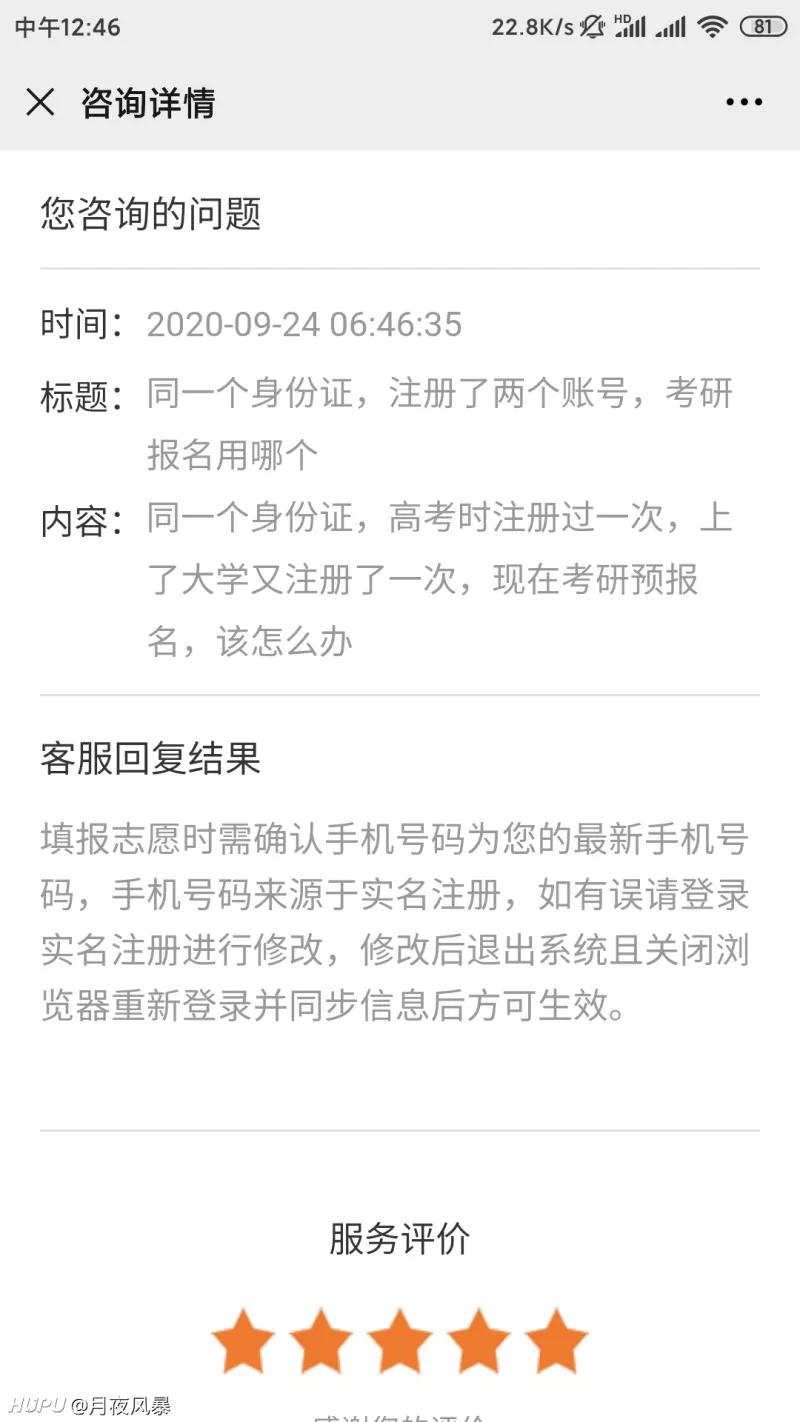 中午12:46 22.8K/s HD 81
咨询详情
您咨询的问题
时间：2020-09-24 06:46:35
标题：同一个身份证，注册了两个账号，考研
报名用哪个
内容：同一个身份证，高考时注册过一次，上
了大学又注册了一次，现在考研预报
名，该怎么办
客服回复结果
填报志愿时需确认手机号码为您的最新手机号
码，手机号码来源于实名注册，如有误请登录
实名注册进行修改，修改后退出系统且关闭浏
览器重新登录并同步信息后方可生效。
服务评价
感谢您的评价
HUPU @月夜风暴